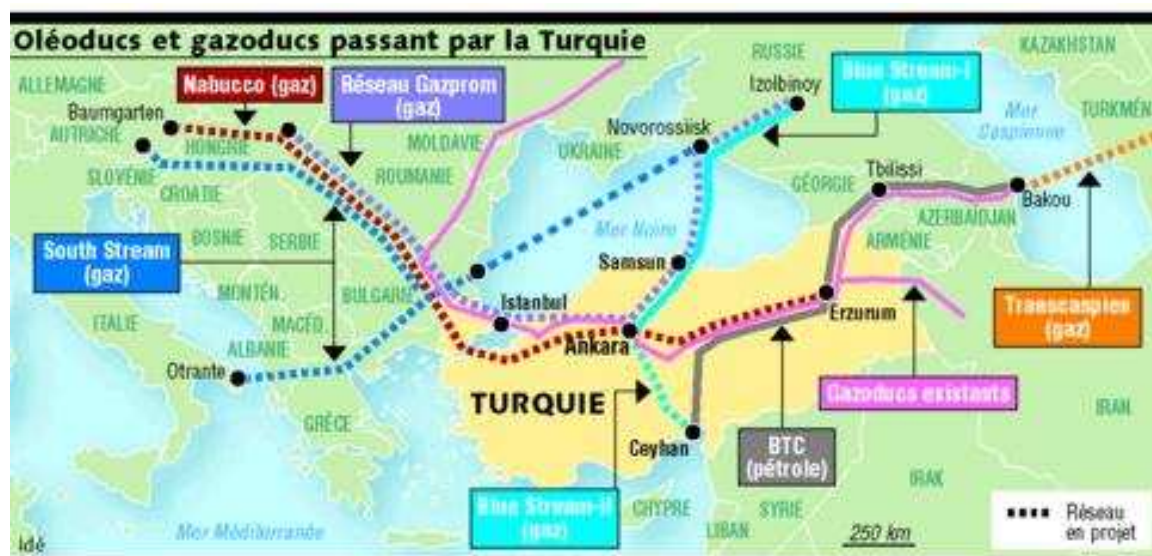 Oléoducs et gazoducs passant par la Turquie
RUSSIE
KAZAKHSTAN
ALLEMAGNE
Nabucco (gaz)
Réseau Gazprom
(gaz)
Blue Stream-I
(gaz)
Izolbinoy
Baumgarten
AUTRICHE
HONGRIE
MOLDAVIE
UKRAINE
Novorossiisk
Mer
Caspienne
TURKMÉN.
SLOVÉNIE
CROATIE
ROUMANIE
GÉORGIE
Tbilissi
Bakou
BOSNIE
SERBIE
Mer Noire
AZERBAÏDJAN
ARMÉNIE
South Stream
(gaz)
Samsun
MONTÉN.
BULGARIE
Istanbul
Erzurum
Transcaspien
(gaz)
ITALIE
MACÉD.
ALBANIE
Ankara
Otrante
TURQUIE
Gazoducs existants
GRÈCE
IRAN
Ceyhan
BTC
(pétrole)
IRAK
Blue Stream-II
(gaz)
CHYPRE
SYRIE
LIBAN
Mer Méditerranée
250 km
Réseau
en projet
idé